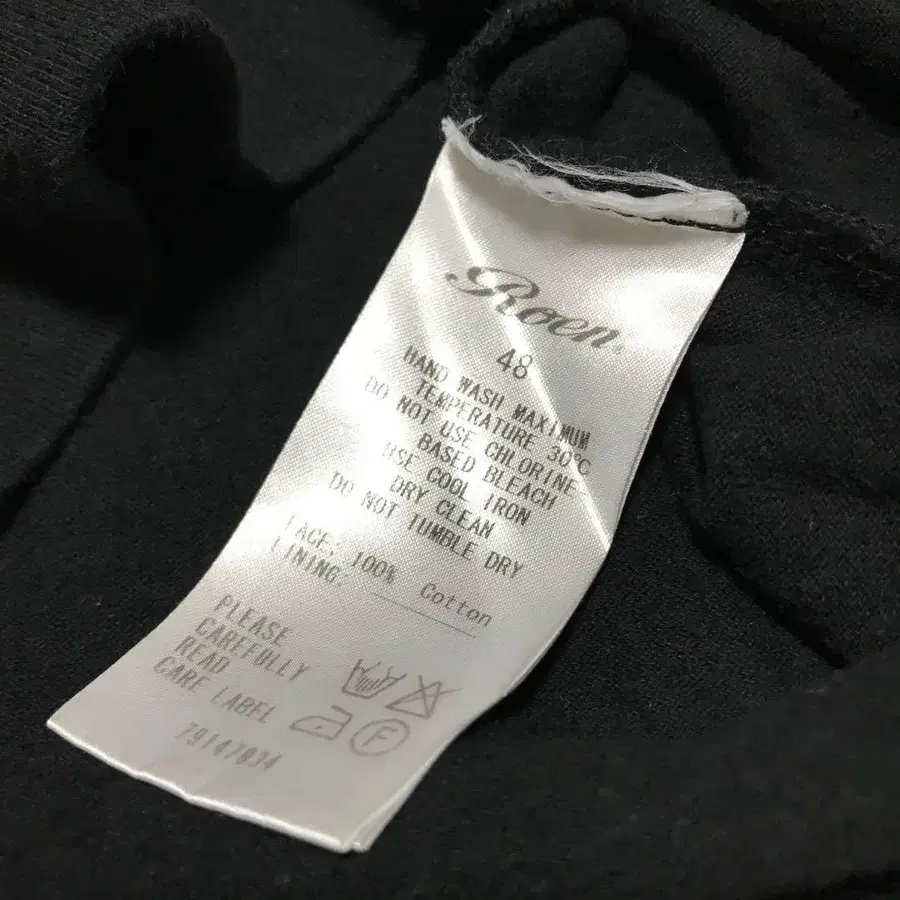 Roen
48
HAND WASH MAXIMUM
TEMPERATURE 30°C
DO NOT USE CHLORINE
BASED BLEACH
USE COOL IRON
DRY CLEAN
DO NOT TUMBLE DRY
FACE: 100% Cotton
LINING:
PLEASE
CAREFULLY
READ
CARE LABEL
F
79147034